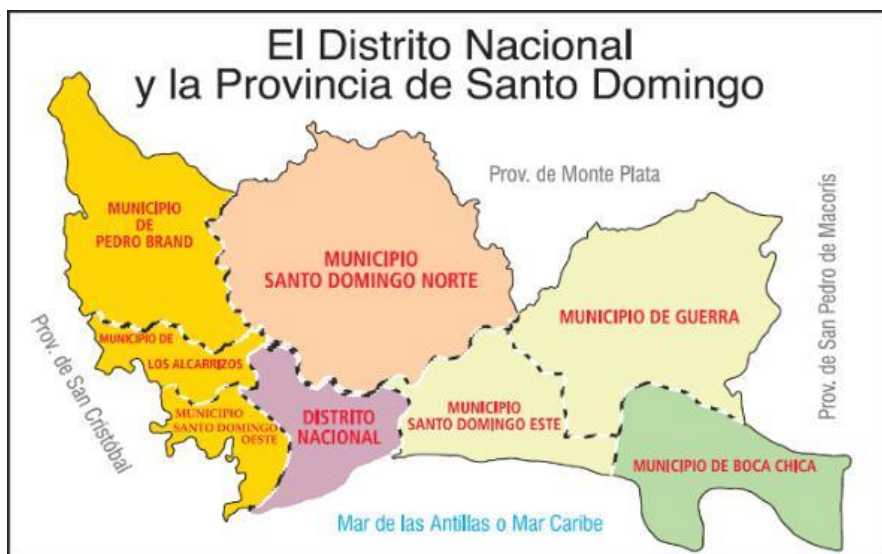 El Distrito Nacional
y la Provincia de Santo Domingo
Prov. de Monte Plata
Prov. de San Pedro de Macorís
MUNICIPIO
DE
PEDRO BRAND
MUNICIPIO
SANTO DOMINGO NORTE
MUNICIPIO DE GUERRA
MUNICIPIO DE
LOS ALCARRIZOS
Prov. de San Cristóbal
MUNICIPIO
SANTO DOMINGO
OESTE
DISTRITO
NACIONAL
MUNICIPIO
SANTO DOMINGO ESTE
MUNICIPIO DE BOCA CHICA
Mar de las Antillas o Mar Caribe